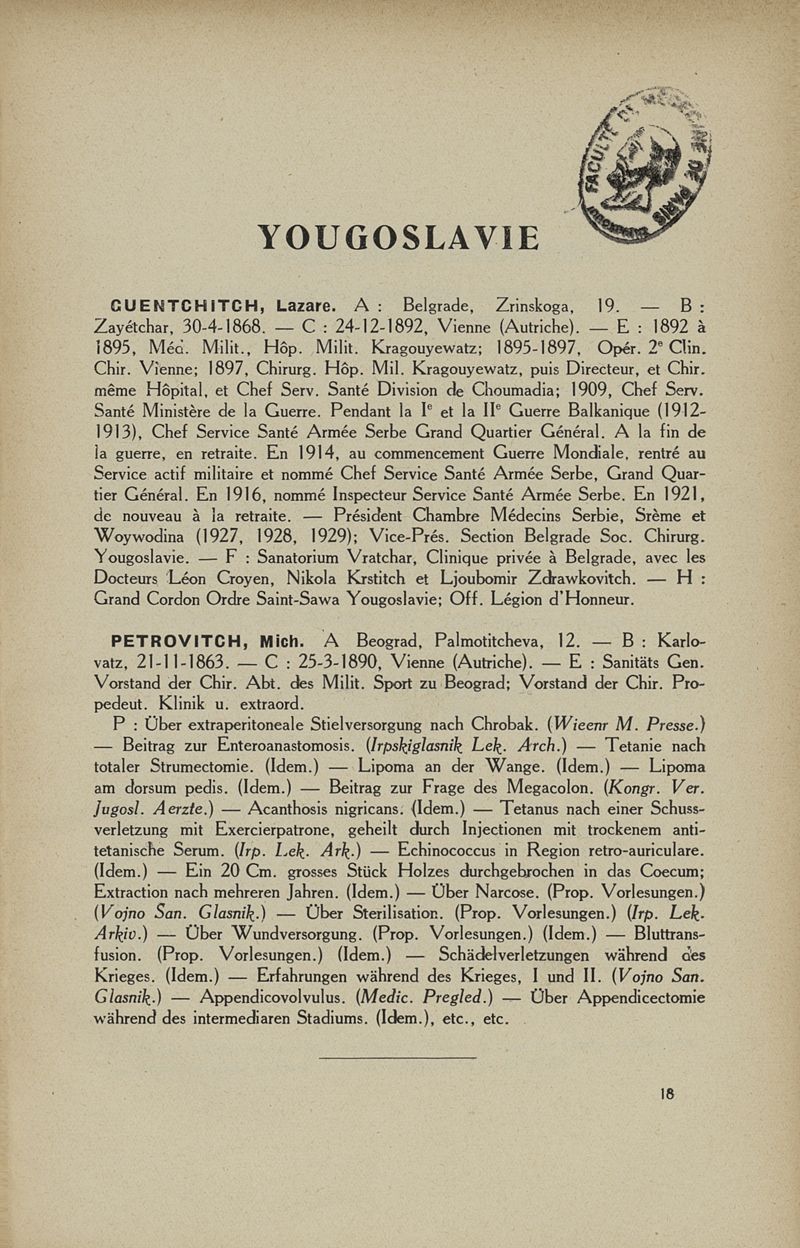 FACULTÉ DE MÉDECINE DE PARIS
YOUGOSLAVIE
GUENTCHITCH, Lazare. A : Belgrade, Zrinskoga, 19. — B :
Zayétchar, 30-4-1868. — C : 24-12-1892, Vienne (Autriche). — E : 1892 à
1895, Méd. Milit., Hôp. Milit. Kragouyewatz; 1895-1897, Opér. 2e Clin.
Chir. Vienne; 1897, Chirurg. Hôp. Mil. Kragouyewatz, puis Directeur, et Chir.
même Hôpital, et Chef Serv. Santé Division de Choumadia; 1909, Chef Serv.
Santé Ministère de la Guerre. Pendant la Ie et la IIe Guerre Balkanique (1912-
1913), Chef Service Santé Armée Serbe Grand Quartier Général. A la fin de
la guerre, en retraite. En 1914, au commencement Guerre Mondiale, rentré au
Service actif militaire et nommé Chef Service Santé Armée Serbe, Grand Quar-
tier Général. En 1916, nommé Inspecteur Service Santé Armée Serbe. En 1921,
de nouveau à la retraite. — Président Chambre Médecins Serbie, Srème et
Woywodina (1927, 1928, 1929); Vice-Prés. Section Belgrade Soc. Chirurg.
Yougoslavie. — F : Sanatorium Vratchar, Clinique privée à Belgrade, avec les
Docteurs Léon Croyen, Nikola Krstitch et Ljoubomir Zdrawkovitch. — H :
Grand Cordon Ordre Saint-Sawa Yougoslavie; Off. Légion d'Honneur.
PETROVITCH, Mich. A Beograd, Palmotitcheva, 12. — B : Karlo-
vatz, 21-11-1863. — C : 25-3-1890, Vienne (Autriche). — E : Sanitäts Gen.
Vorstand der Chir. Abt. des Milit. Sport zu Beograd; Vorstand der Chir. Pro-
pedeut. Klinik u. extraord.
P : Über extraperitoneale Stielversorgung nach Chrobak. (Wieenr M. Presse.)
— Beitrag zur Enteroanastomosis. (Irpskiglasnik Lek. Arch.) — Tetanie nach
totaler Strumectomie. (Idem.) — Lipoma an der Wange. (Idem.) — Lipoma
am dorsum pedis. (Idem.) — Beitrag zur Frage des Megacolon. (Kongr. Ver.
Jugosl. Aerzte.) — Acanthosis nigricans. (Idem.) — Tetanus nach einer Schuss-
verletzung mit Exercierpatrone, geheilt durch Injectionen mit trockenem anti-
tetanische Serum. (Irp. Lek. Ark.) — Echinococcus in Region retro-auriculare.
(Idem.) — Ein 20 Cm. grosses Stück Holzes durchgebrochen in das Coecum;
Extraction nach mehreren Jahren. (Idem.) — Über Narcose. (Prop. Vorlesungen.)
(Vojno San. Glasnik.) — Über Sterilisation. (Prop. Vorlesungen.) (Irp. Lek.
Arkiv.) — Über Wundversorgung. (Prop. Vorlesungen.) (Idem.) — Bluttrans-
fusion. (Prop. Vorlesungen.) (Idem.) — Schädelverletzungen während des
Krieges. (Idem.) — Erfahrungen während des Krieges, I und II. (Vojno San.
Glasnik.) — Appendicovolvulus. (Medic. Pregled.) — Über Appendicectomie
während des intermediaren Stadiums. (Idem.), etc., etc.
18